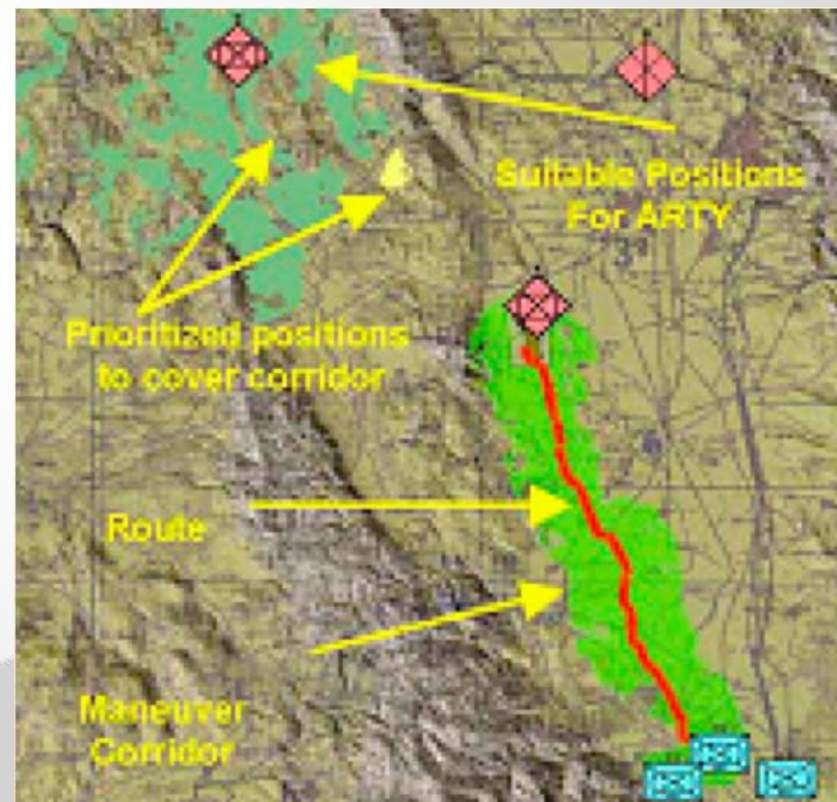 Suitable Positions
For ARTY
Prioritized positions
to cover corridor
Route
Maneuver
Corridor